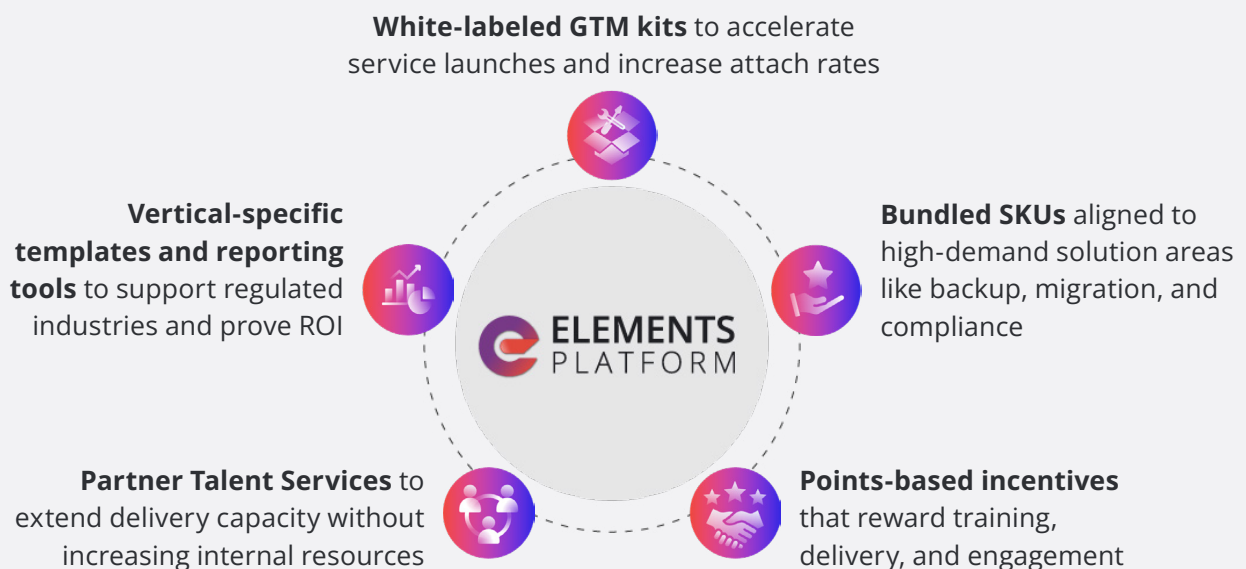 White-labeled GTM kits to accelerate
service launches and increase attach rates
Vertical-specific
templates and reporting
tools to support regulated
industries and prove ROI
Bundled SKUs aligned to
high-demand solution areas
like backup, migration, and
compliance
ELEMENTS
PLATFORM
Partner Talent Services to
extend delivery capacity without
increasing internal resources
Points-based incentives
that reward training,
delivery, and engagement